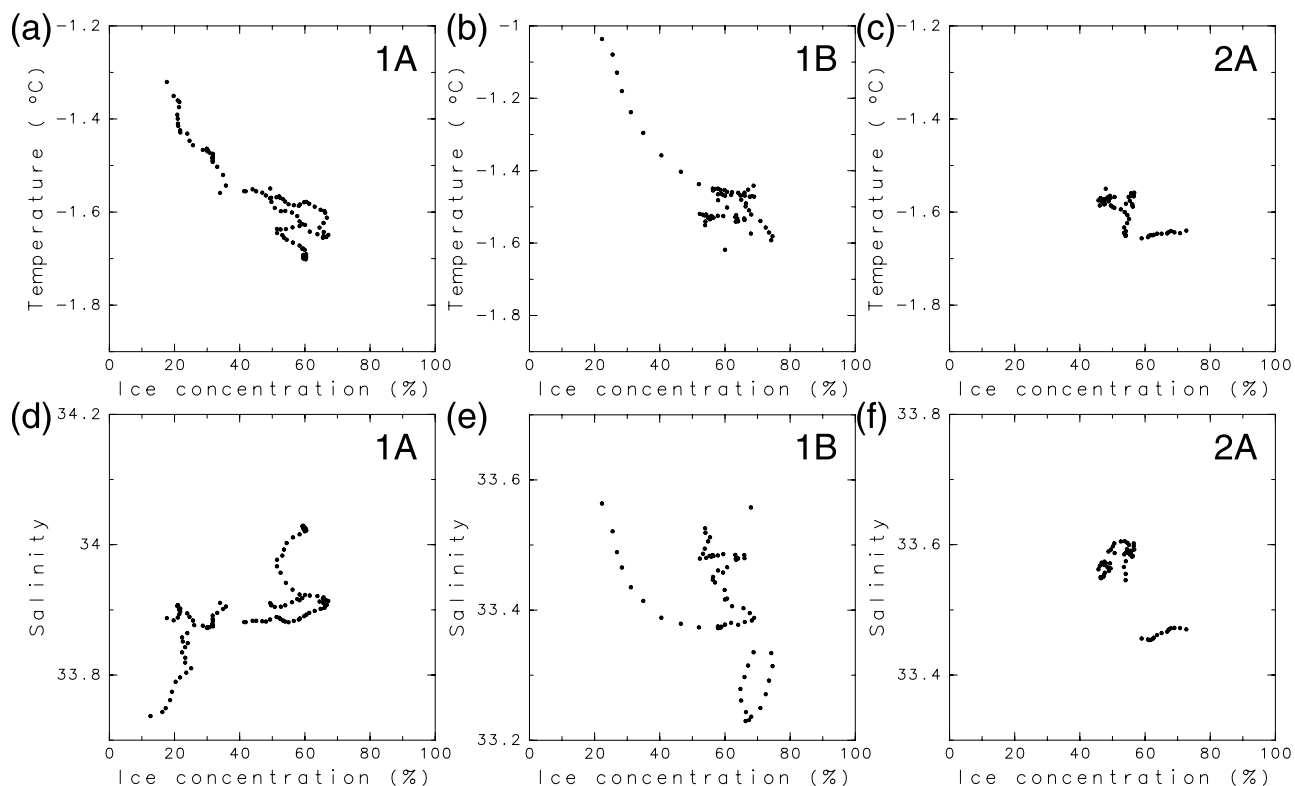 (a) 1A
−1.2
−1.4
−1.6
−1.8
Temperature ( °C)
0 20 40 60 80 100
Ice concentration (%)
(b) 1B
−1
−1.2
−1.4
−1.6
−1.8
Temperature ( °C)
0 20 40 60 80 100
Ice concentration (%)
(c) 2A
−1.2
−1.4
−1.6
−1.8
Temperature ( °C)
0 20 40 60 80 100
Ice concentration (%)
(d) 1A
34.2
34
33.8
Salinity
0 20 40 60 80 100
Ice concentration (%)
(e) 1B
33.6
33.4
33.2
Salinity
0 20 40 60 80 100
Ice concentration (%)
(f) 2A
33.8
33.6
33.4
Salinity
0 20 40 60 80 100
Ice concentration (%)